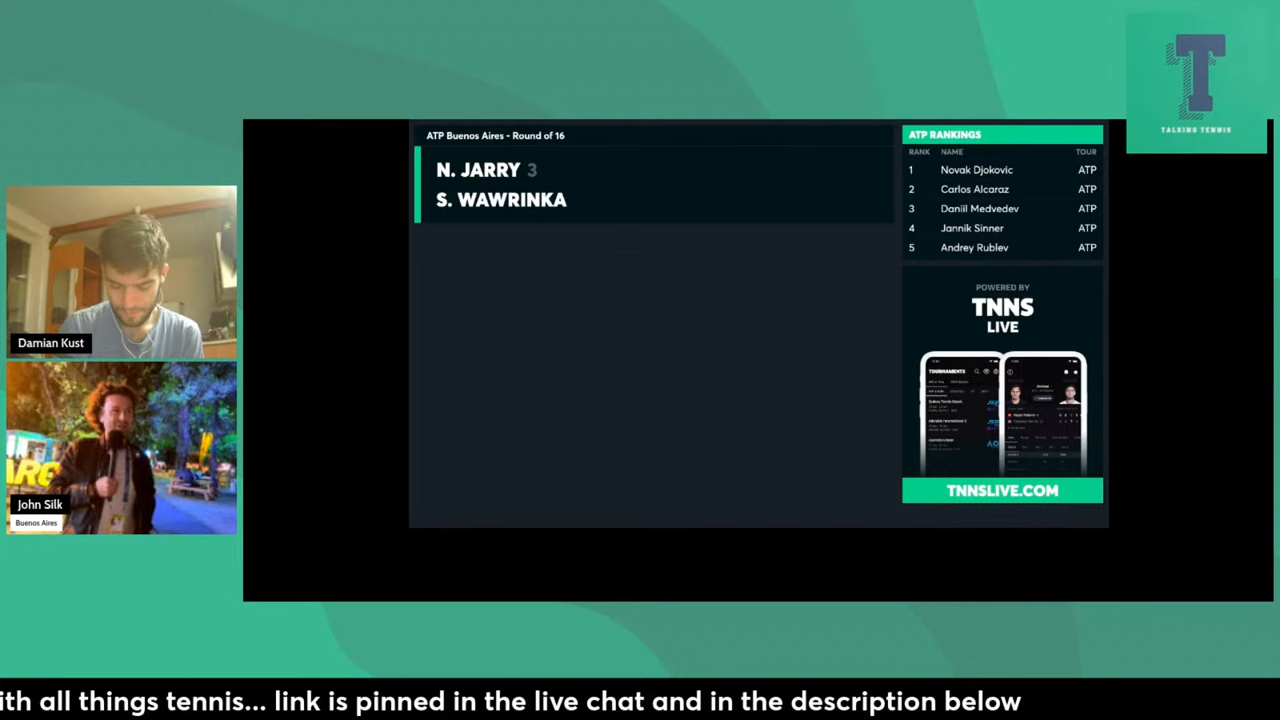 T
TALKING TENNIS
ATP Buenos Aires - Round of 16
N. JARRY 3
S. WAWRINKA
ATP RANKINGS
RANK NAME TOUR
1 Novak Djokovic ATP
2 Carlos Alcaraz ATP
3 Daniil Medvedev ATP
4 Jannik Sinner ATP
5 Andrey Rublev ATP
POWERED BY
TNNS
LIVE
TOURNAMENTS
TNNSLIVE.COM
Damian Kust
ARG
John Silk
Buenos Aires
ith all things tennis... link is pinned in the live chat and in the description below